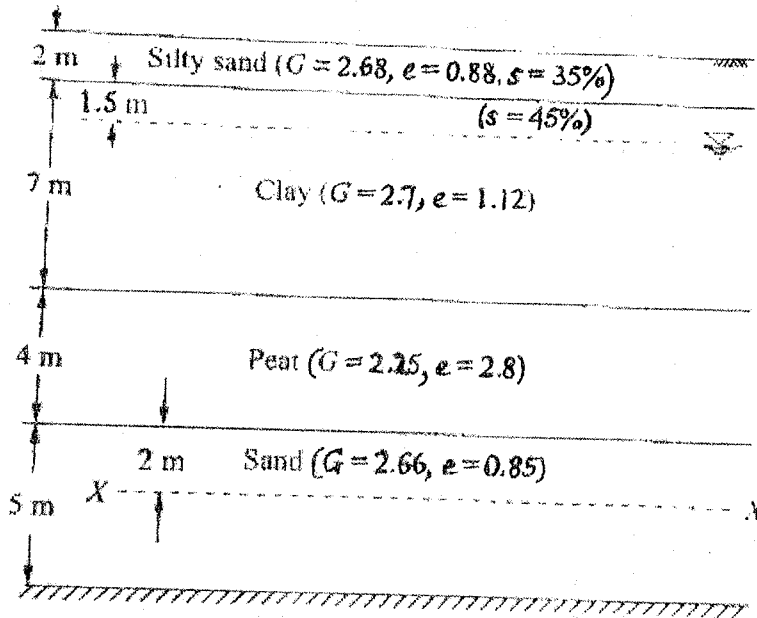 2 m Silty sand (G = 2.68, e = 0.88, s = 35%)
1.5 m (s = 45%)
7 m Clay (G = 2.7, e = 1.12)
4 m Peat (G = 2.25, e = 2.8)
2 m Sand (G = 2.66, e = 0.85)
X
5 m